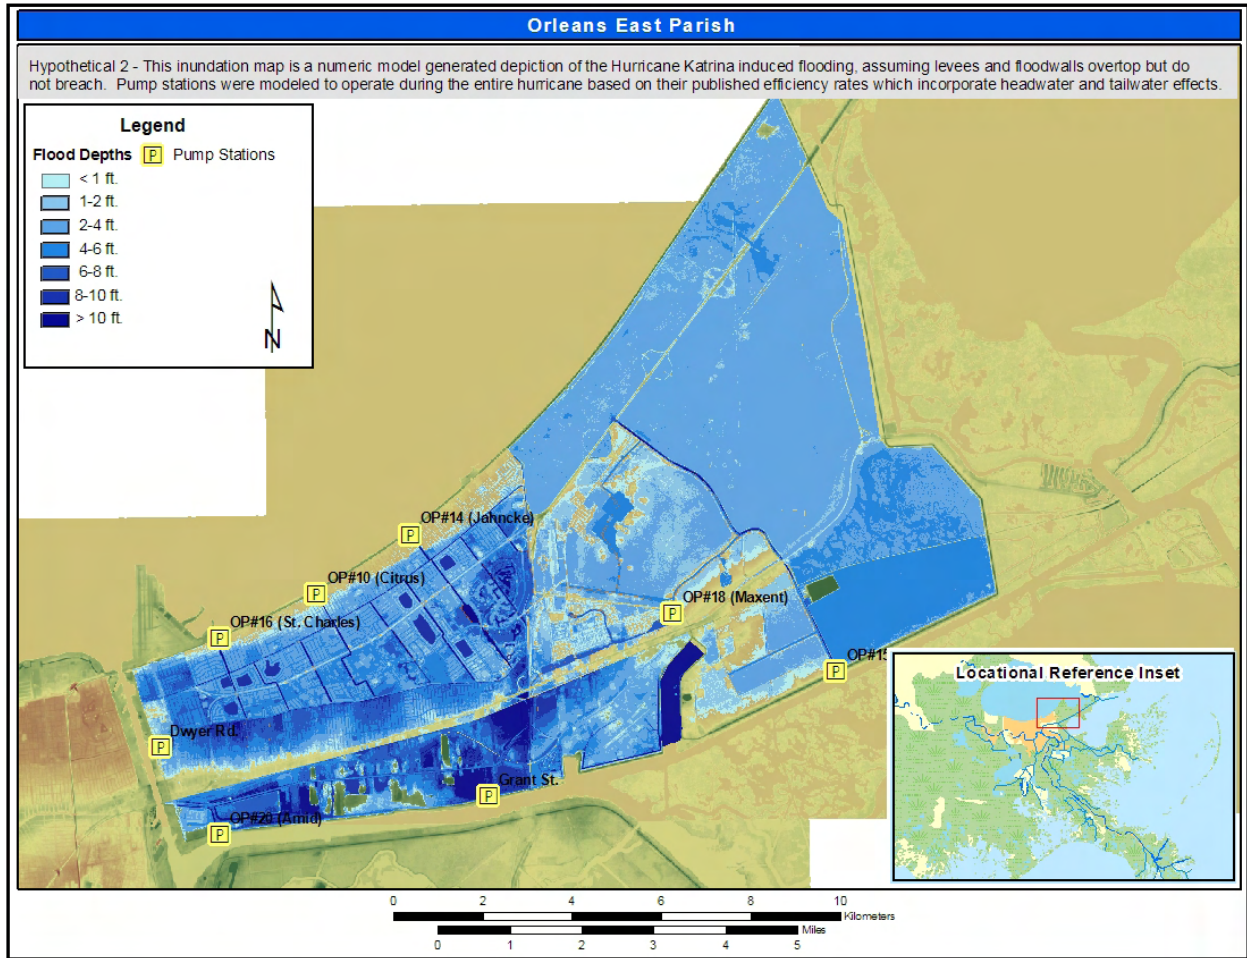 Orleans East Parish
Hypothetical 2 - This inundation map is a numeric model generated depiction of the Hurricane Katrina induced flooding, assuming levees and floodwalls overtop but do
not breach. Pump stations were modeled to operate during the entire hurricane based on their published efficiency rates which incorporate headwater and tailwater effects.
Legend
Flood Depths P Pump Stations
< 1 ft.
1-2 ft.
2-4 ft.
4-6 ft.
6-8 ft.
8-10 ft.
> 10 ft.
N
OP#14 (Jahncke)
P
OP#10 (Citrus)
P
OP#18 (Maxent)
P
OP#16 (St. Charles)
P
OP#15
P
Locational Reference Inset
Dwyer Rd.
P
Grant St.
P
OP#20 (Amid)
P
0 2 4 6 8 10
Kilometers
Miles
0 1 2 3 4 5